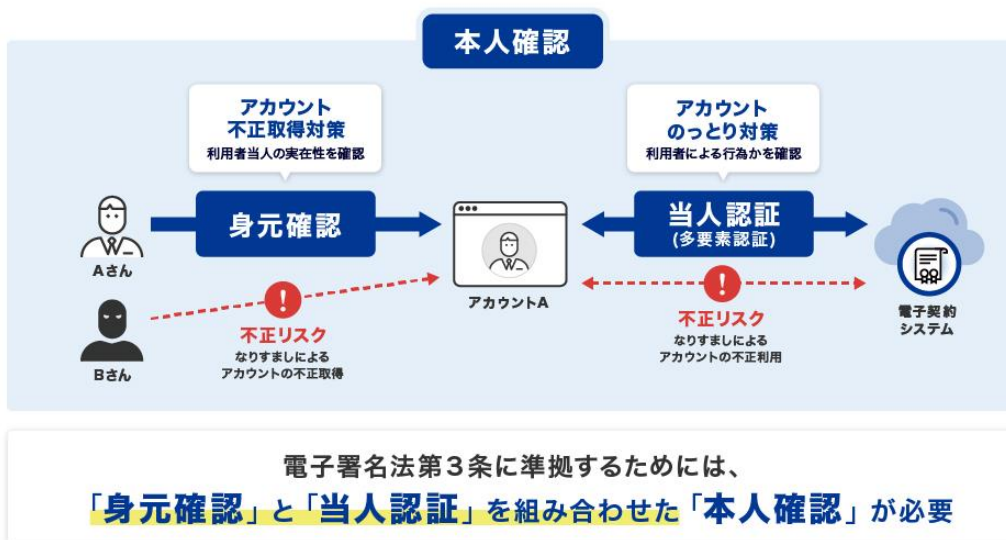 本人確認
アカウント
不正取得対策
利用者当人の実在性を確認
アカウント
のっとり対策
利用者による行為かを確認
身元確認
当人認証
(多要素認証)
Aさん
アカウントA
電子契約
システム
Bさん
不正リスク
なりすましによる
アカウントの不正取得
不正リスク
なりすましによる
アカウントの不正利用
電子署名法第3条に準拠するためには、
「身元確認」と「当人認証」を組み合わせた「本人確認」が必要